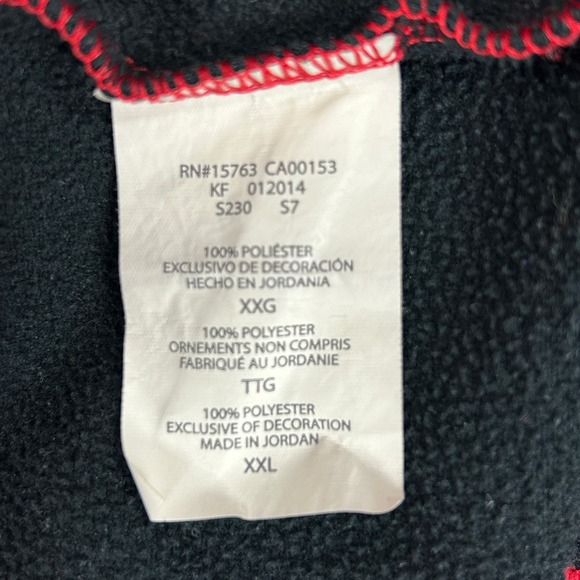 RN#15763 CA00153
KF 012014
S230 S7
100% POLIÉSTER
EXCLUSIVO DE DECORACIÓN
HECHO EN JORDANIA
XXG
100% POLYESTER
ORNEMENTS NON COMPRIS
FABRIQUÉ AU JORDANIE
TTG
100% POLYESTER
EXCLUSIVE OF DECORATION
MADE IN JORDAN
XXL